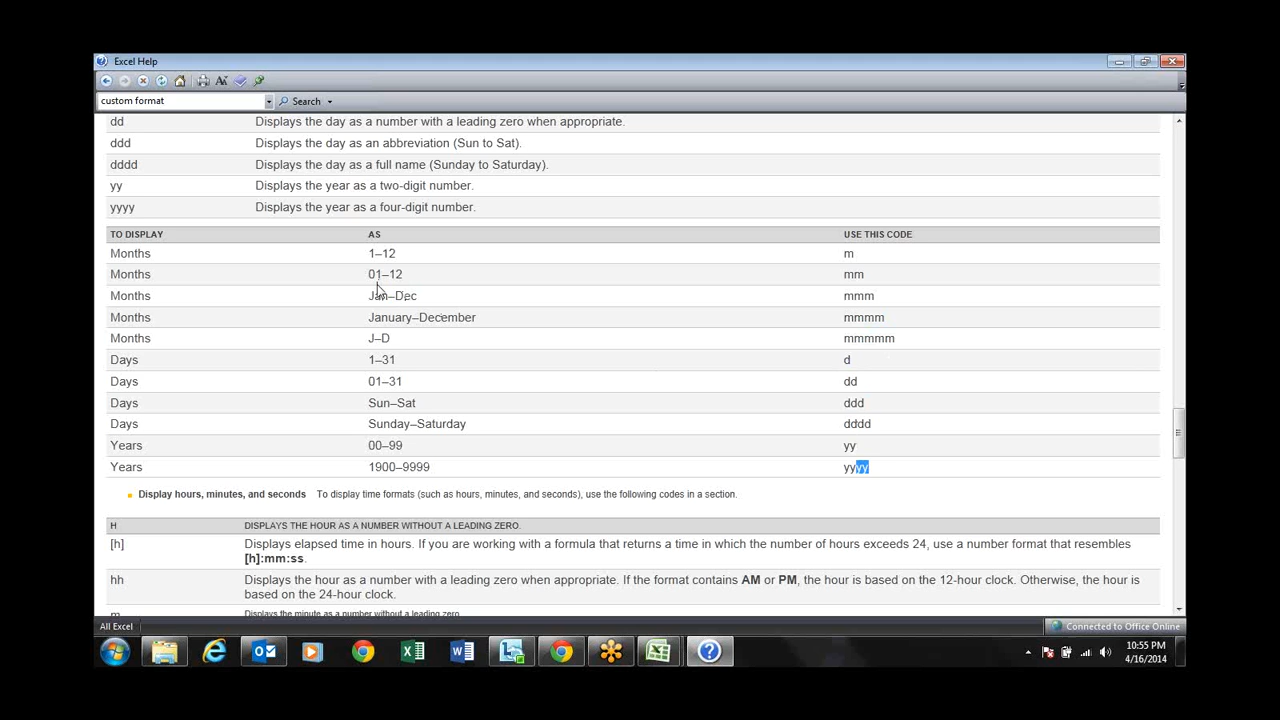 Excel Help
custom format
Search
dd Displays the day as a number with a leading zero when appropriate.
ddd Displays the day as an abbreviation (Sun to Sat).
dddd Displays the day as a full name (Sunday to Saturday).
yy Displays the year as a two-digit number.
yyyy Displays the year as a four-digit number.
TO DISPLAY AS USE THIS CODE
Months 1–12 m
Months 01–12 mm
Months Jan–Dec mmm
Months January–December mmmm
Months J–D mmmmm
Days 1–31 d
Days 01–31 dd
Days Sun–Sat ddd
Days Sunday–Saturday dddd
Years 00–99 yy
Years 1900–9999 yyyy
Display hours, minutes, and seconds To display time formats (such as hours, minutes, and seconds), use the following codes in a section.
H DISPLAYS THE HOUR AS A NUMBER WITHOUT A LEADING ZERO.
[h] Displays elapsed time in hours. If you are working with a formula that returns a time in which the number of hours exceeds 24, use a number format that resembles
[h]:mm:ss.
hh Displays the hour as a number with a leading zero when appropriate. If the format contains AM or PM, the hour is based on the 12-hour clock. Otherwise, the hour is
based on the 24-hour clock.
m Displays the minute as a number without a leading zero.
All Excel Connected to Office Online
10:55 PM
4/16/2014